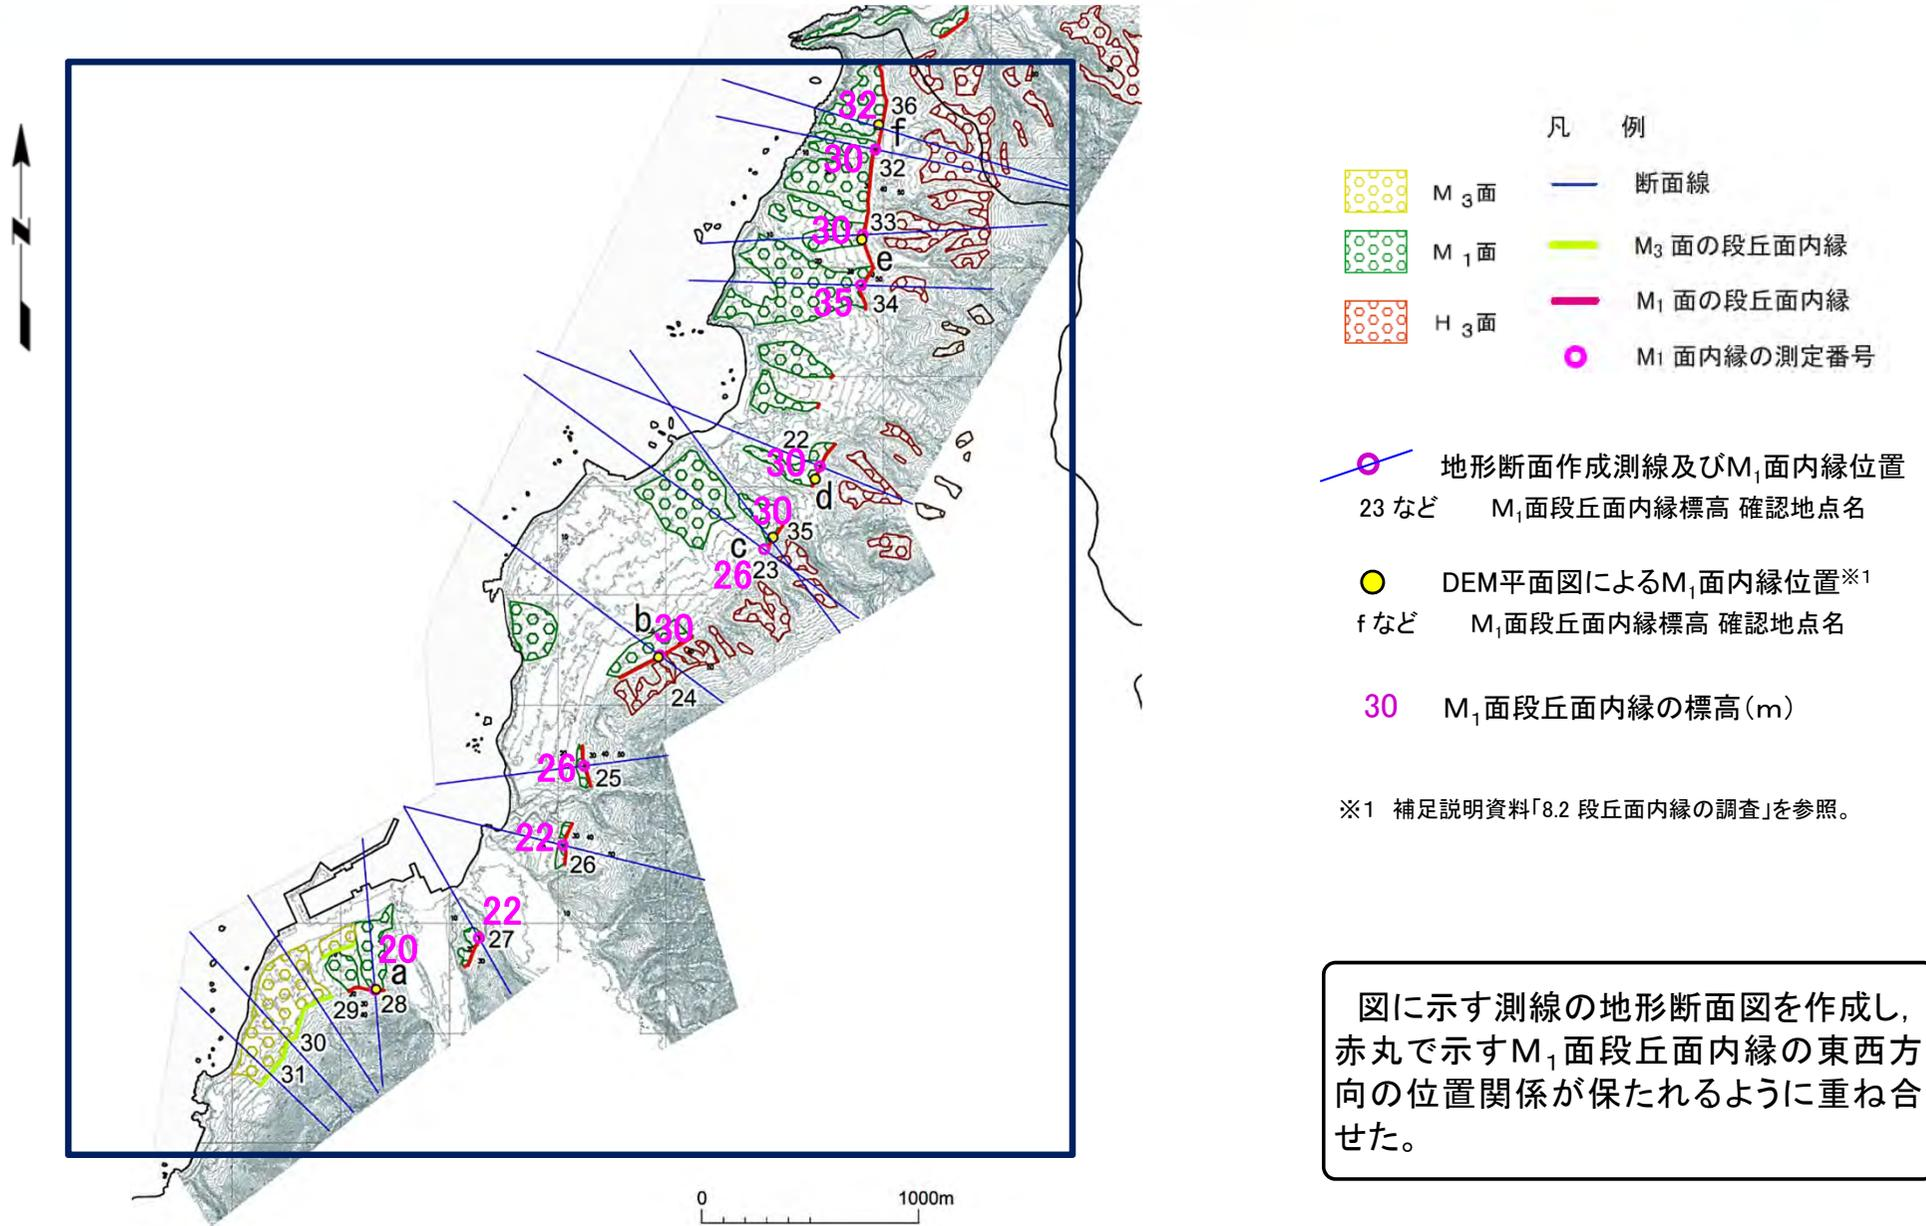 32
36
f
30
32
33
30
e
35
34
22
30
d
30
35
c
26
23
b
30
24
26
25
22
26
22
27
20
a
29
28
30
31
N
0 1000m
凡 例
M3面
断面線
M1面
M3 面の段丘面内縁
H3面
M1 面の段丘面内縁
M1 面内縁の測定番号
地形断面作成測線及びM1面内縁位置
23 など M1面段丘面内縁標高 確認地点名
DEM平面図によるM1面内縁位置※1
f など M1面段丘面内縁標高 確認地点名
30 M1面段丘面内縁の標高(m)
※1 補足説明資料「8.2 段丘面内縁の調査」を参照。
図に示す測線の地形断面図を作成し,
赤丸で示すM1面段丘面内縁の東西方
向の位置関係が保たれるように重ね合
せた。